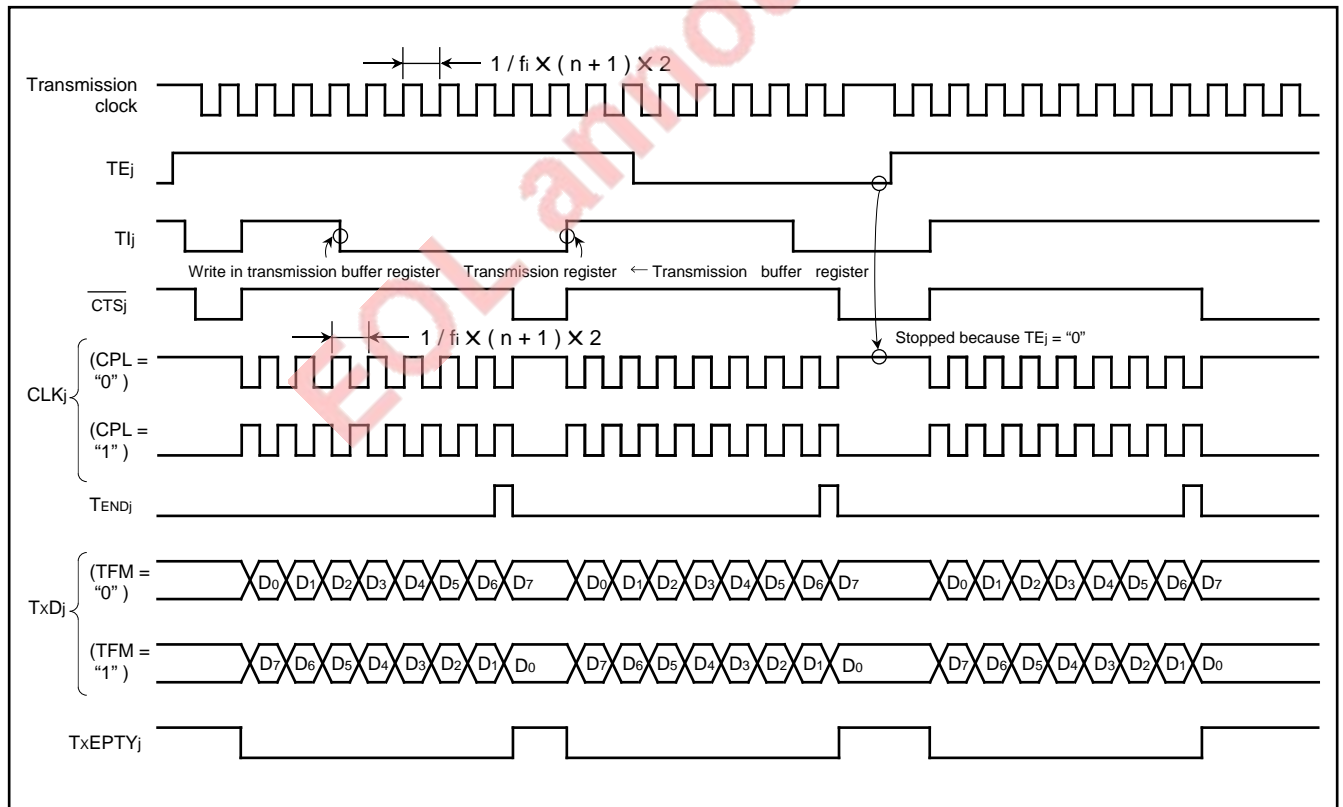 1 / fi ✕ ( n + 1 ) ✕ 2
Transmission
clock
TEj
TIj
Write in transmission buffer register
Transmission register ← Transmission buffer register
CTSj
1 / fi ✕ ( n + 1 ) ✕ 2
Stopped because TEj = “0”
CLKj
(CPL =
“0” )
(CPL =
“1” )
TENDj
TxDj
(TFM =
“0” )
D0 D1 D2 D3 D4 D5 D6 D7 D0 D1 D2 D3 D4 D5 D6 D7 D0 D1 D2 D3 D4 D5 D6 D7
(TFM =
“1” )
D7 D6 D5 D4 D3 D2 D1 D0 D7 D6 D5 D4 D3 D2 D1 D0 D7 D6 D5 D4 D3 D2 D1 D0
TxEPTYj
EOL annou